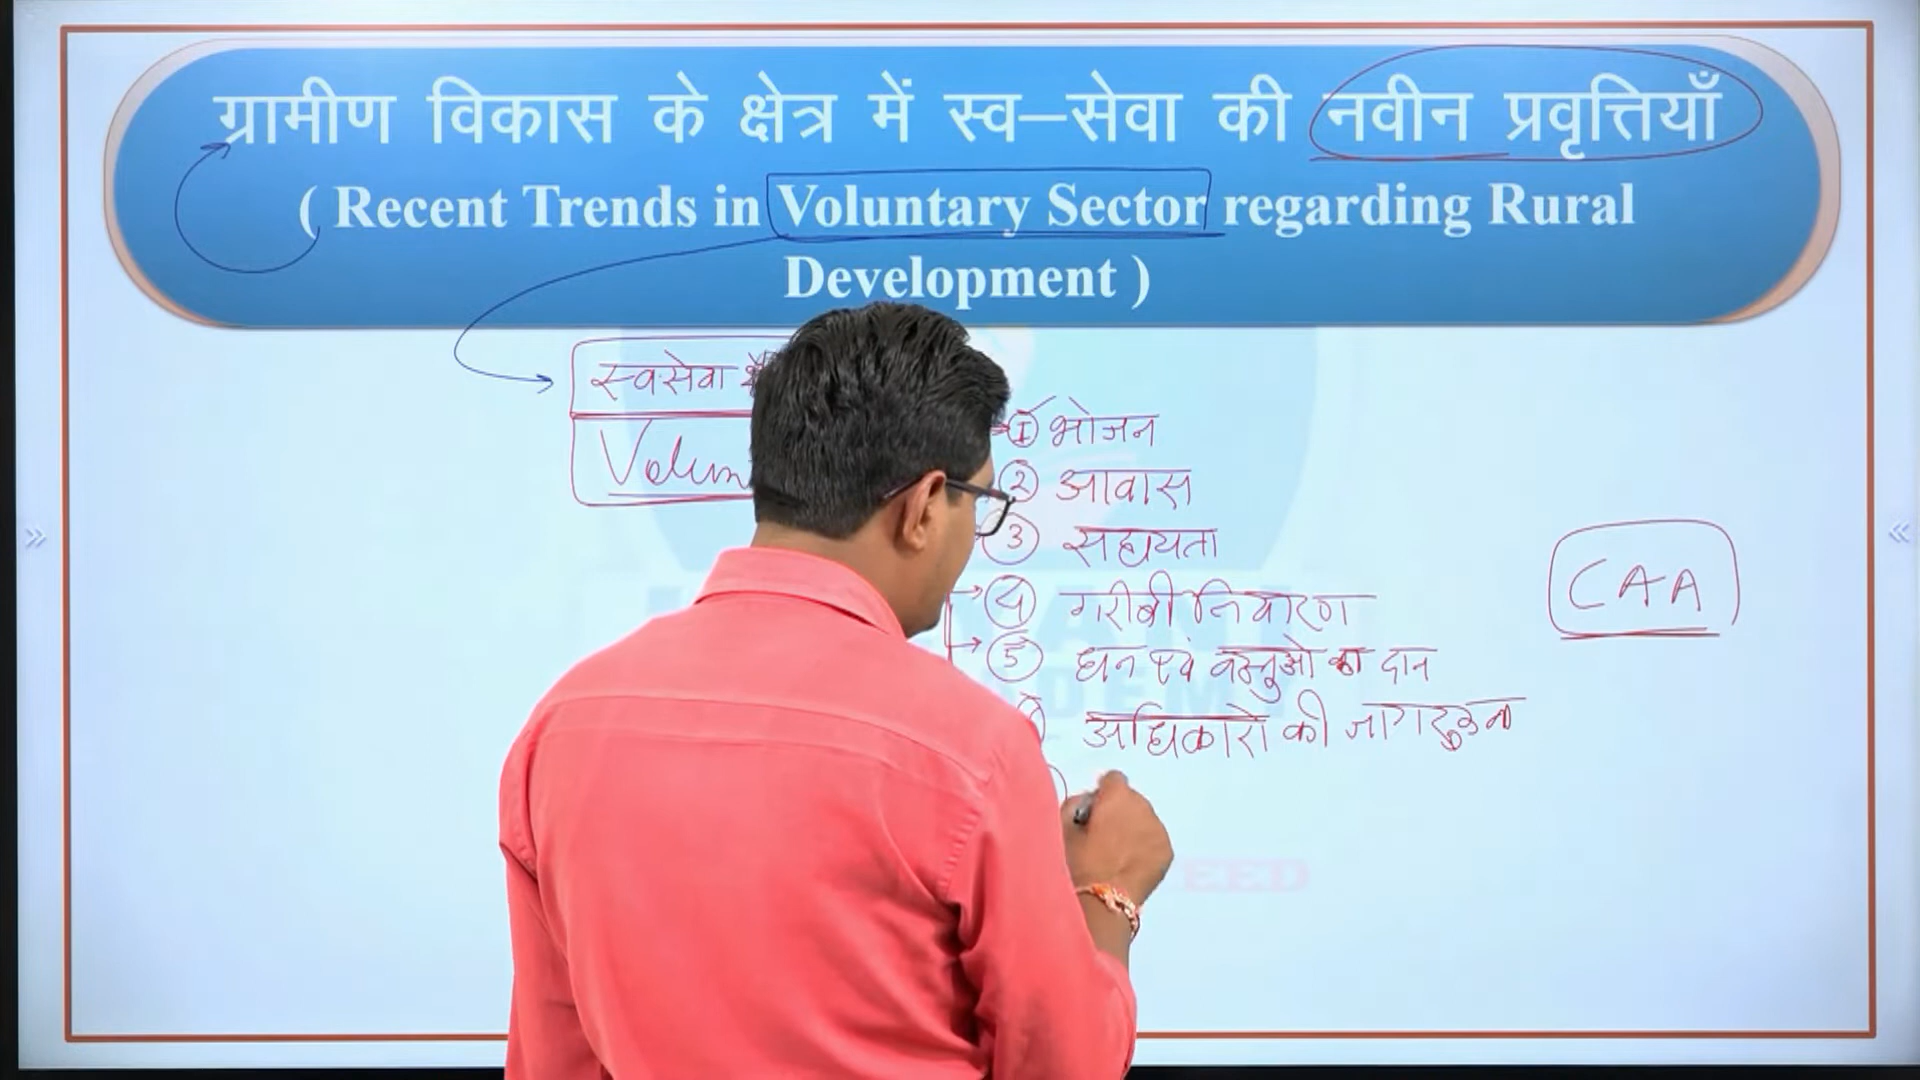 ग्रामीण विकास के क्षेत्र में स्व–सेवा की नवीन प्रवृत्तियाँ
( Recent Trends in Voluntary Sector regarding Rural
Development )
स्वसेवा
Volun
① भोजन
② आवास
③ सहायता
④ गरीबी निवारण
⑤ धन एवं वस्तुओ का दान
अधिकारो की जागरुकता
CAA